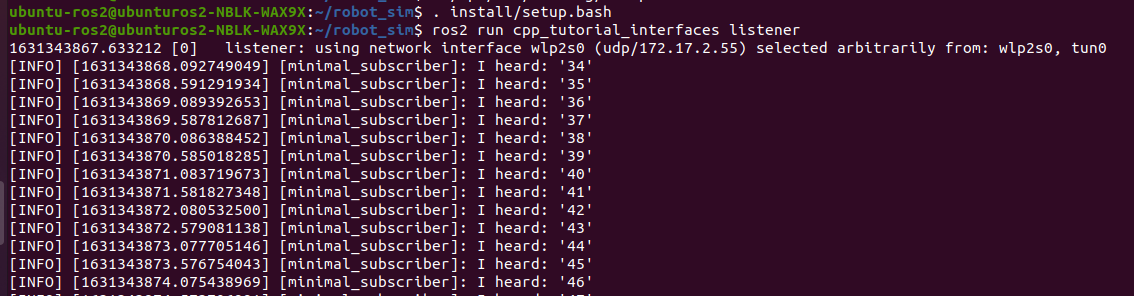 ubuntu-ros2@ubunturos2-NBLK-WAX9X:~/robot_sim$ . install/setup.bash
ubuntu-ros2@ubunturos2-NBLK-WAX9X:~/robot_sim$ ros2 run cpp_tutorial_interfaces listener
1631343867.633212 [0]   listener: using network interface wlp2s0 (udp/172.17.2.55) selected arbitrarily from: wlp2s0, tun0
[INFO] [1631343868.092749049] [minimal_subscriber]: I heard: '34'
[INFO] [1631343868.591291934] [minimal_subscriber]: I heard: '35'
[INFO] [1631343869.089392653] [minimal_subscriber]: I heard: '36'
[INFO] [1631343869.587812687] [minimal_subscriber]: I heard: '37'
[INFO] [1631343870.086388452] [minimal_subscriber]: I heard: '38'
[INFO] [1631343870.585018285] [minimal_subscriber]: I heard: '39'
[INFO] [1631343871.083719673] [minimal_subscriber]: I heard: '40'
[INFO] [1631343871.581827348] [minimal_subscriber]: I heard: '41'
[INFO] [1631343872.080532500] [minimal_subscriber]: I heard: '42'
[INFO] [1631343872.579081138] [minimal_subscriber]: I heard: '43'
[INFO] [1631343873.077705146] [minimal_subscriber]: I heard: '44'
[INFO] [1631343873.576754043] [minimal_subscriber]: I heard: '45'
[INFO] [1631343874.075438969] [minimal_subscriber]: I heard: '46'